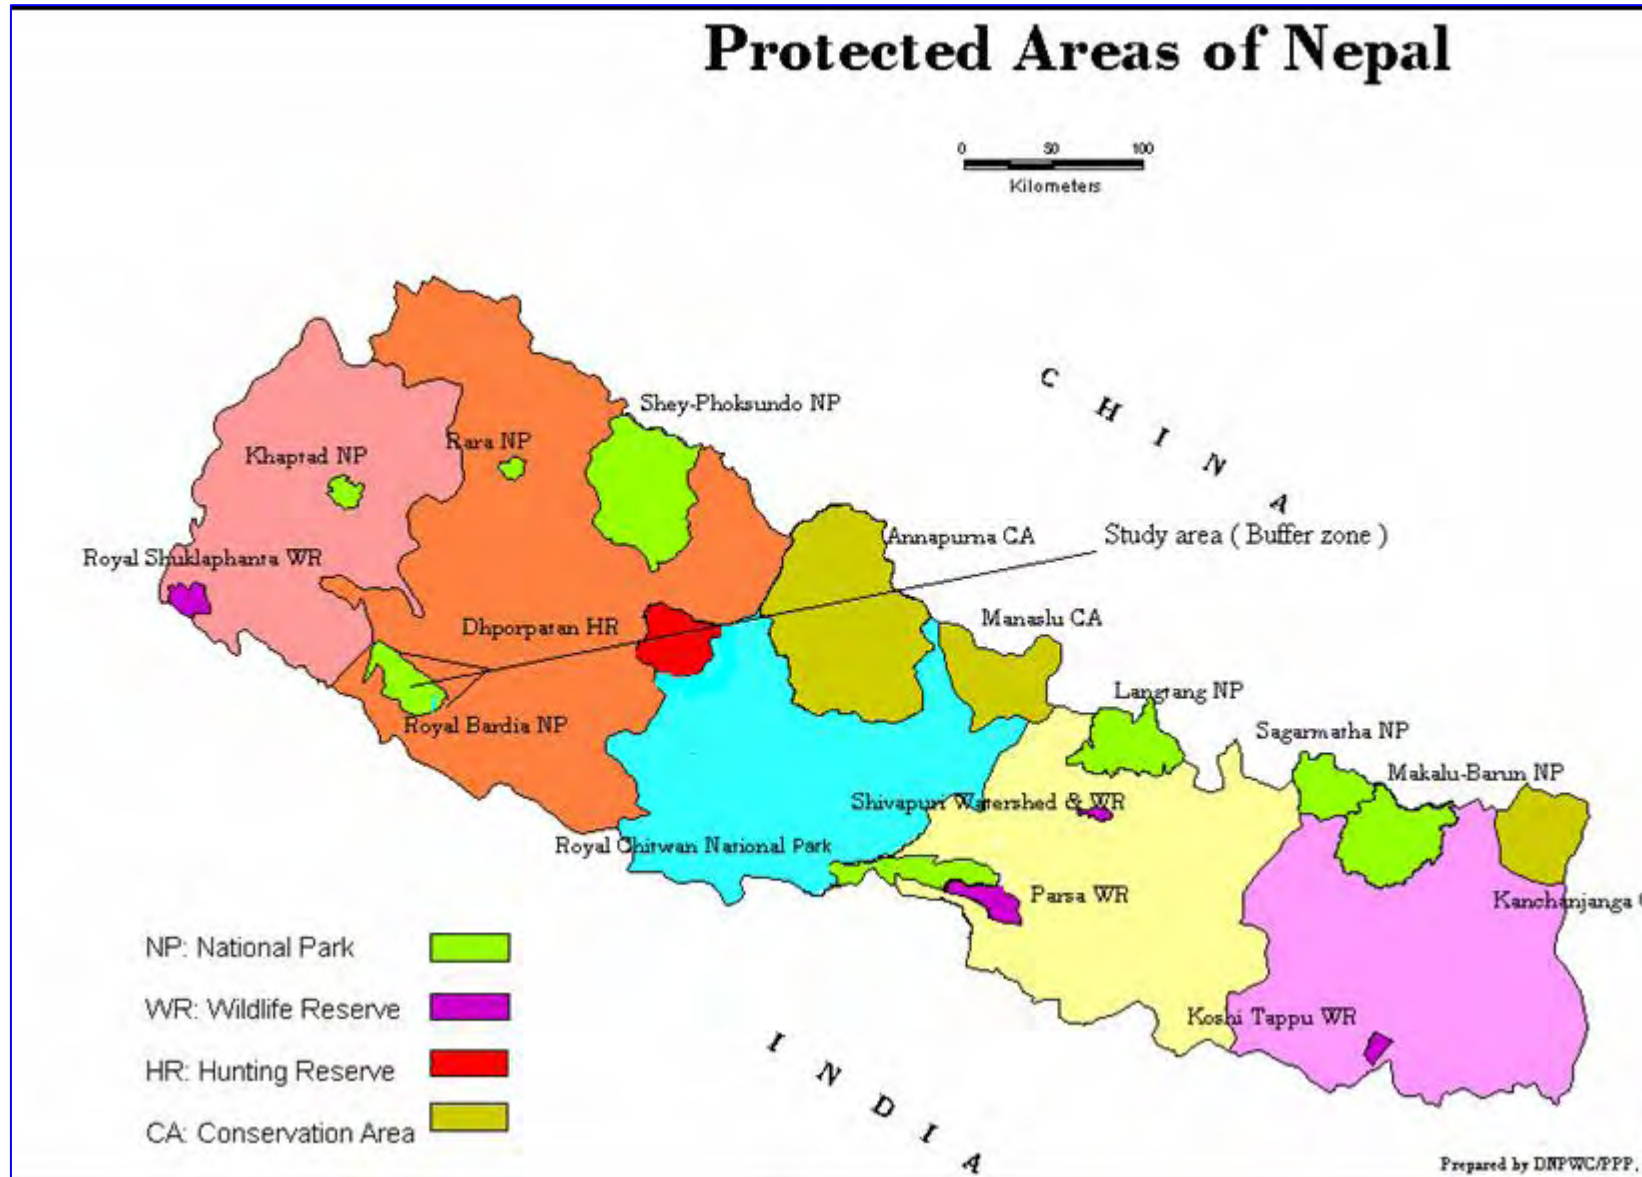 Protected Areas of Nepal
0 50 100
Kilometers
C H I N A
Shey-Phoksundo NP
Rara NP
Khaptad NP
Study area ( Buffer zone )
Annapurna CA
Royal Shuklaphanta WR
Manaslu CA
Dhporpatan HR
Langtang NP
Royal Bardia NP
Sagarmatha NP
Makalu-Barun NP
Shivapuri Watershed & WR
Royal Chitwan National Park
Parsa WR
Kanchanjanga
NP: National Park
WR: Wildlife Reserve
Koshi Tappu WR
HR: Hunting Reserve
I N D I A
CA: Conservation Area
Prepared by DNPWC/PPP.